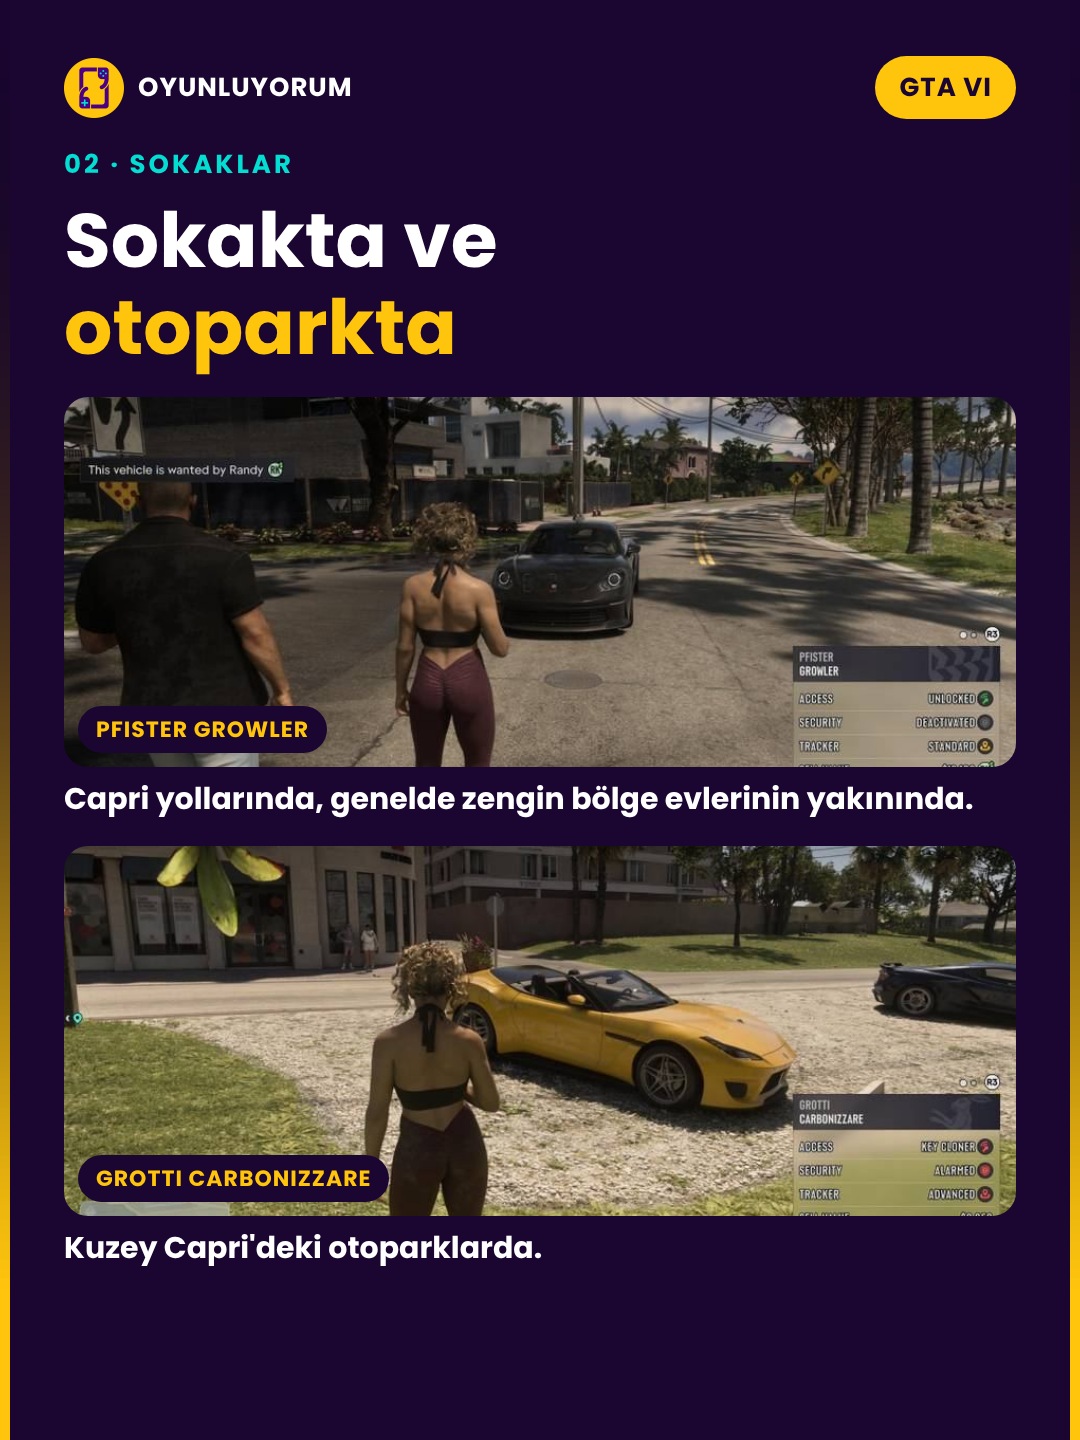 OYUNLUYORUM
GTA VI
02 · SOKAKLAR
Sokakta ve
otoparkta
This vehicle is wanted by Randy
R3
PFISTER
GROWLER
ACCESS UNLOCKED
SECURITY DEACTIVATED
TRACKER STANDARD
PFISTER GROWLER
Capri yollarında, genelde zengin bölge evlerinin yakınında.
R3
GROTTI
CARBONIZZARE
ACCESS KEY CLONER
SECURITY ALARMED
TRACKER ADVANCED
GROTTI CARBONIZZARE
Kuzey Capri'deki otoparklarda.